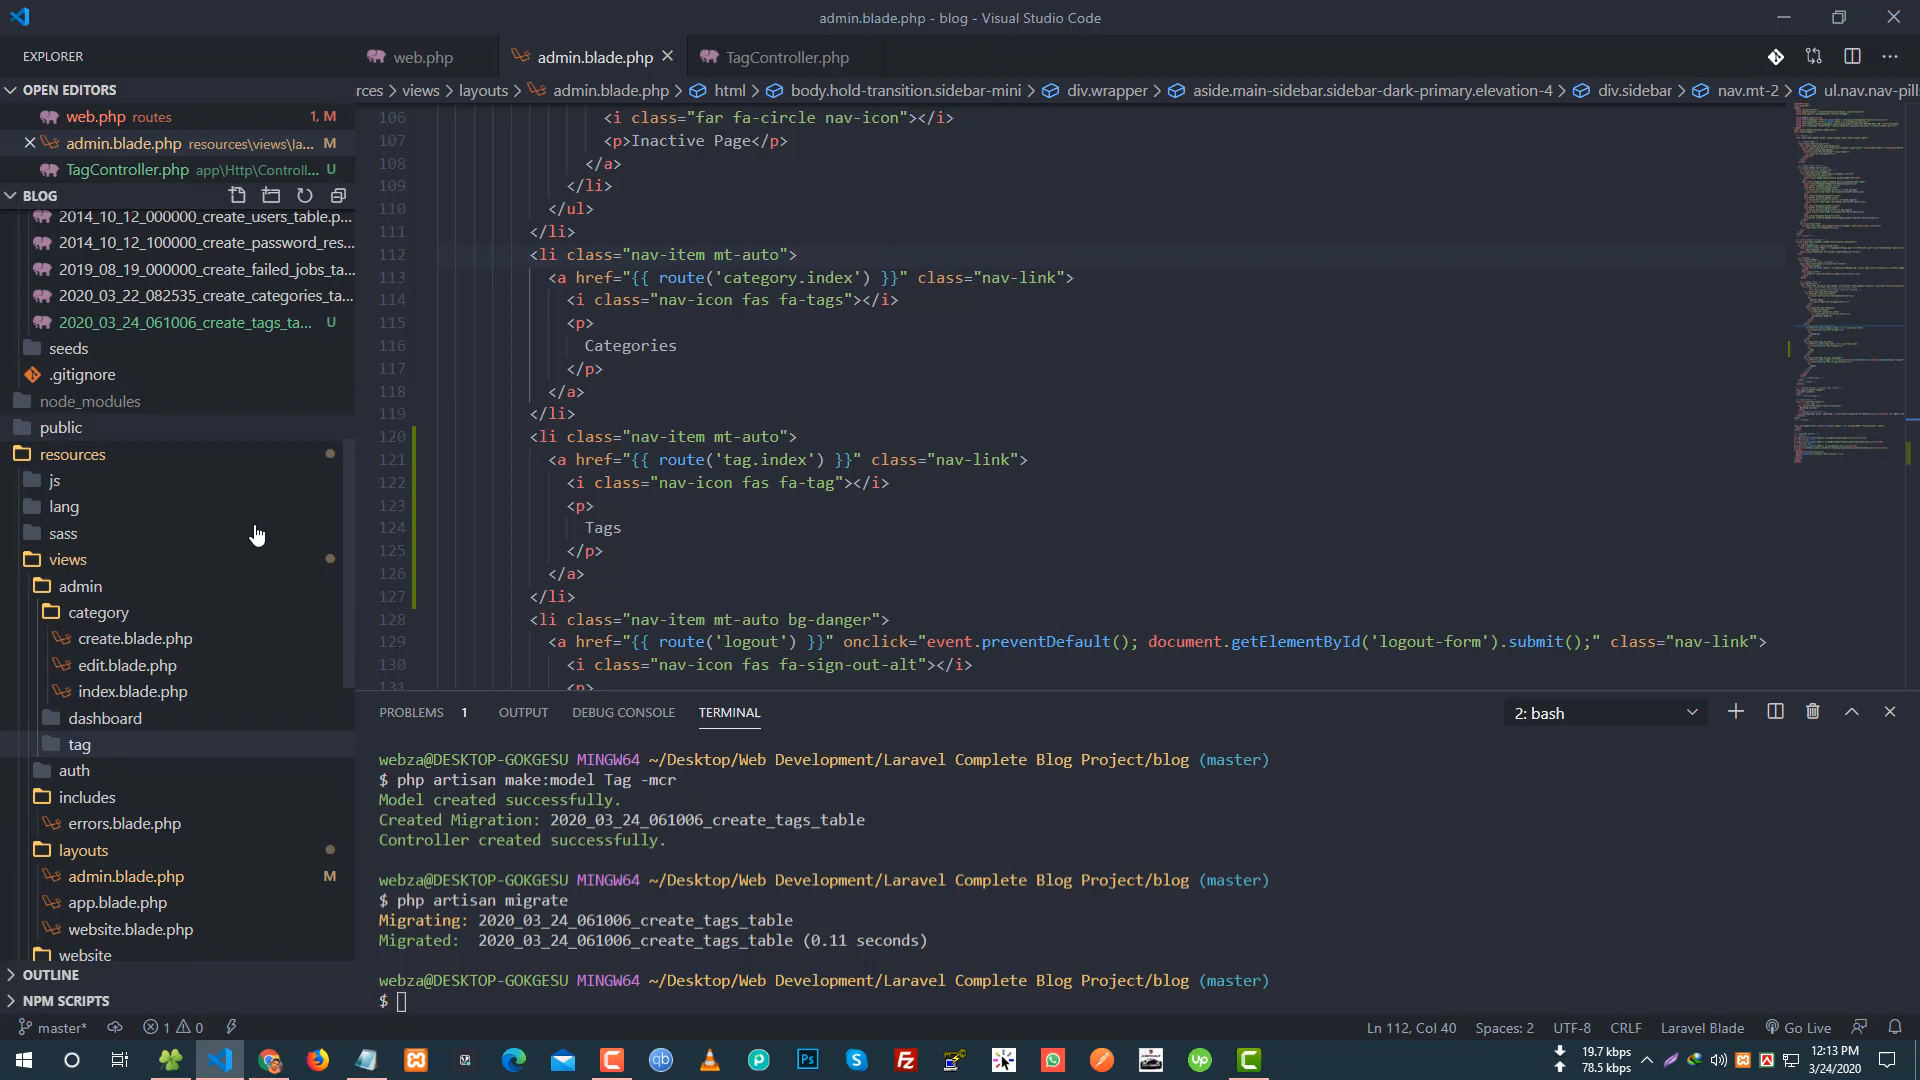 admin.blade.php - blog - Visual Studio Code
EXPLORER
web.php
admin.blade.php
TagController.php
OPEN EDITORS
rces > views > layouts > admin.blade.php > html > body.hold-transition.sidebar-mini > div.wrapper > aside.main-sidebar.sidebar-dark-primary.elevation-4 > div.sidebar > nav.mt-2 > ul.nav.nav-pill
web.php routes 1, M
admin.blade.php resources\views\la... M
TagController.php app\Http\Controll... U
BLOG
2014_10_12_000000_create_users_table.p...
2014_10_12_100000_create_password_res...
2019_08_19_000000_create_failed_jobs_ta...
2020_03_22_082535_create_categories_ta...
2020_03_24_061006_create_tags_ta... U
seeds
.gitignore
node_modules
public
resources
js
lang
sass
views
admin
category
create.blade.php
edit.blade.php
index.blade.php
dashboard
tag
auth
includes
errors.blade.php
layouts
admin.blade.php M
app.blade.php
website.blade.php
website
OUTLINE
NPM SCRIPTS
106 <i class="far fa-circle nav-icon"></i>
107 <p>Inactive Page</p>
108 </a>
109 </li>
110 </ul>
111 </li>
112 <li class="nav-item mt-auto">
113 <a href="{{ route('category.index') }}" class="nav-link">
114 <i class="nav-icon fas fa-tags"></i>
115 <p>
116 Categories
117 </p>
118 </a>
119 </li>
120 <li class="nav-item mt-auto">
121 <a href="{{ route('tag.index') }}" class="nav-link">
122 <i class="nav-icon fas fa-tag"></i>
123 <p>
124 Tags
125 </p>
126 </a>
127 </li>
128 <li class="nav-item mt-auto bg-danger">
129 <a href="{{ route('logout') }}" onclick="event.preventDefault(); document.getElementById('logout-form').submit();" class="nav-link">
130 <i class="nav-icon fas fa-sign-out-alt"></i>
131 <p>
PROBLEMS 1 OUTPUT DEBUG CONSOLE TERMINAL 2: bash
webza@DESKTOP-GOKGESU MINGW64 ~/Desktop/Web Development/Laravel Complete Blog Project/blog (master)
$ php artisan make:model Tag -mcr
Model created successfully.
Created Migration: 2020_03_24_061006_create_tags_table
Controller created successfully.
webza@DESKTOP-GOKGESU MINGW64 ~/Desktop/Web Development/Laravel Complete Blog Project/blog (master)
$ php artisan migrate
Migrating: 2020_03_24_061006_create_tags_table
Migrated: 2020_03_24_061006_create_tags_table (0.11 seconds)
webza@DESKTOP-GOKGESU MINGW64 ~/Desktop/Web Development/Laravel Complete Blog Project/blog (master)
$
master* 1 0 Ln 112, Col 40 Spaces: 2 UTF-8 CRLF Laravel Blade Go Live
19.7 kbps
78.5 kbps
12:13 PM
3/24/2020